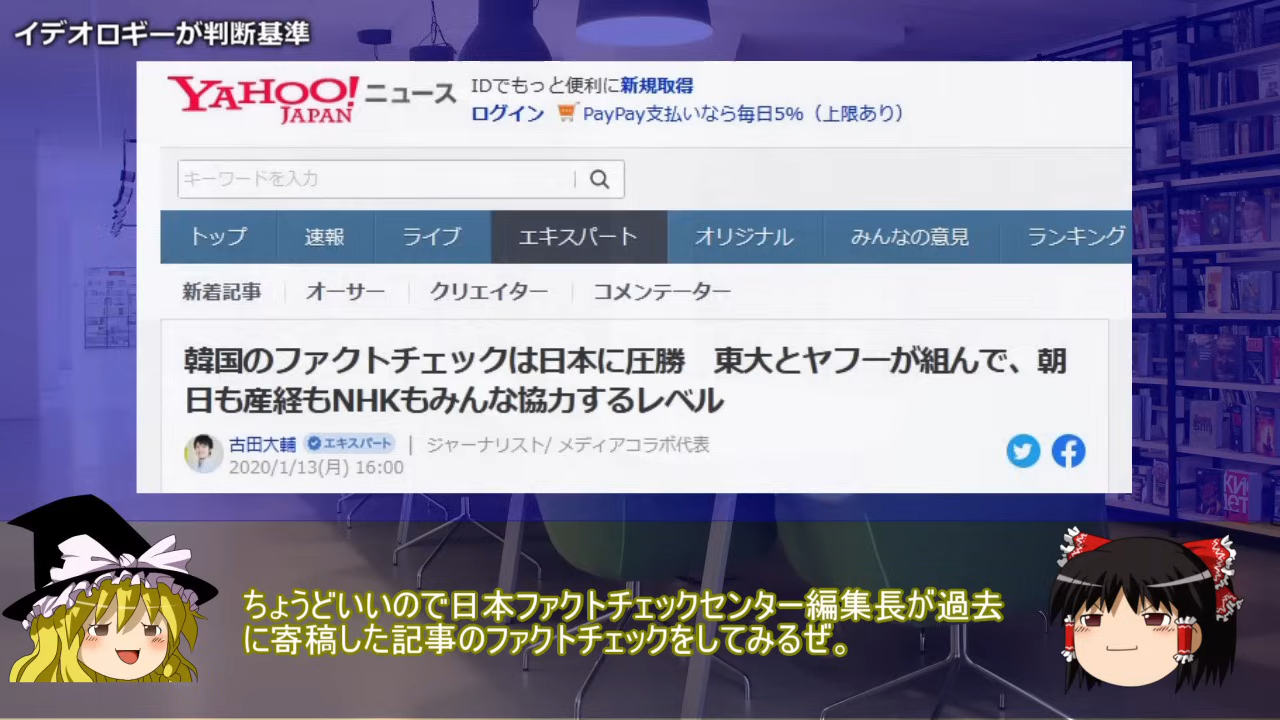 イデオロギーが判断基準
YAHOO!
JAPAN
ニュース
IDでもっと便利に新規取得
ログイン PayPay支払いなら毎日5%（上限あり）
キーワードを入力
トップ 速報 ライブ エキスパート オリジナル みんなの意見 ランキング
新着記事 オーサー クリエイター コメンテーター
韓国のファクトチェックは日本に圧勝　東大とヤフーが組んで、朝
日も産経もNHKもみんな協力するレベル
古田大輔 エキスパート | ジャーナリスト/ メディアコラボ代表
2020/1/13(月) 16:00
ちょうどいいので日本ファクトチェックセンター編集長が過去
に寄稿した記事のファクトチェックをしてみるぜ。